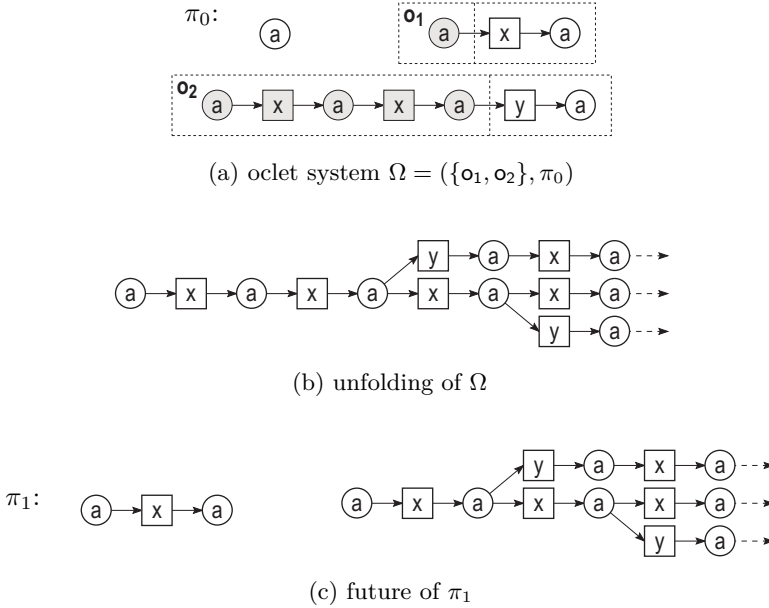 π₀: a o₁ a x a
o₂ a x a x a y a
(a) oclet system Ω = ({o₁, o₂}, π₀)
y a x a
a x a x a x a x a
y a
(b) unfolding of Ω
y a x a
π₁: a x a a x a x a x a
y a
(c) future of π₁